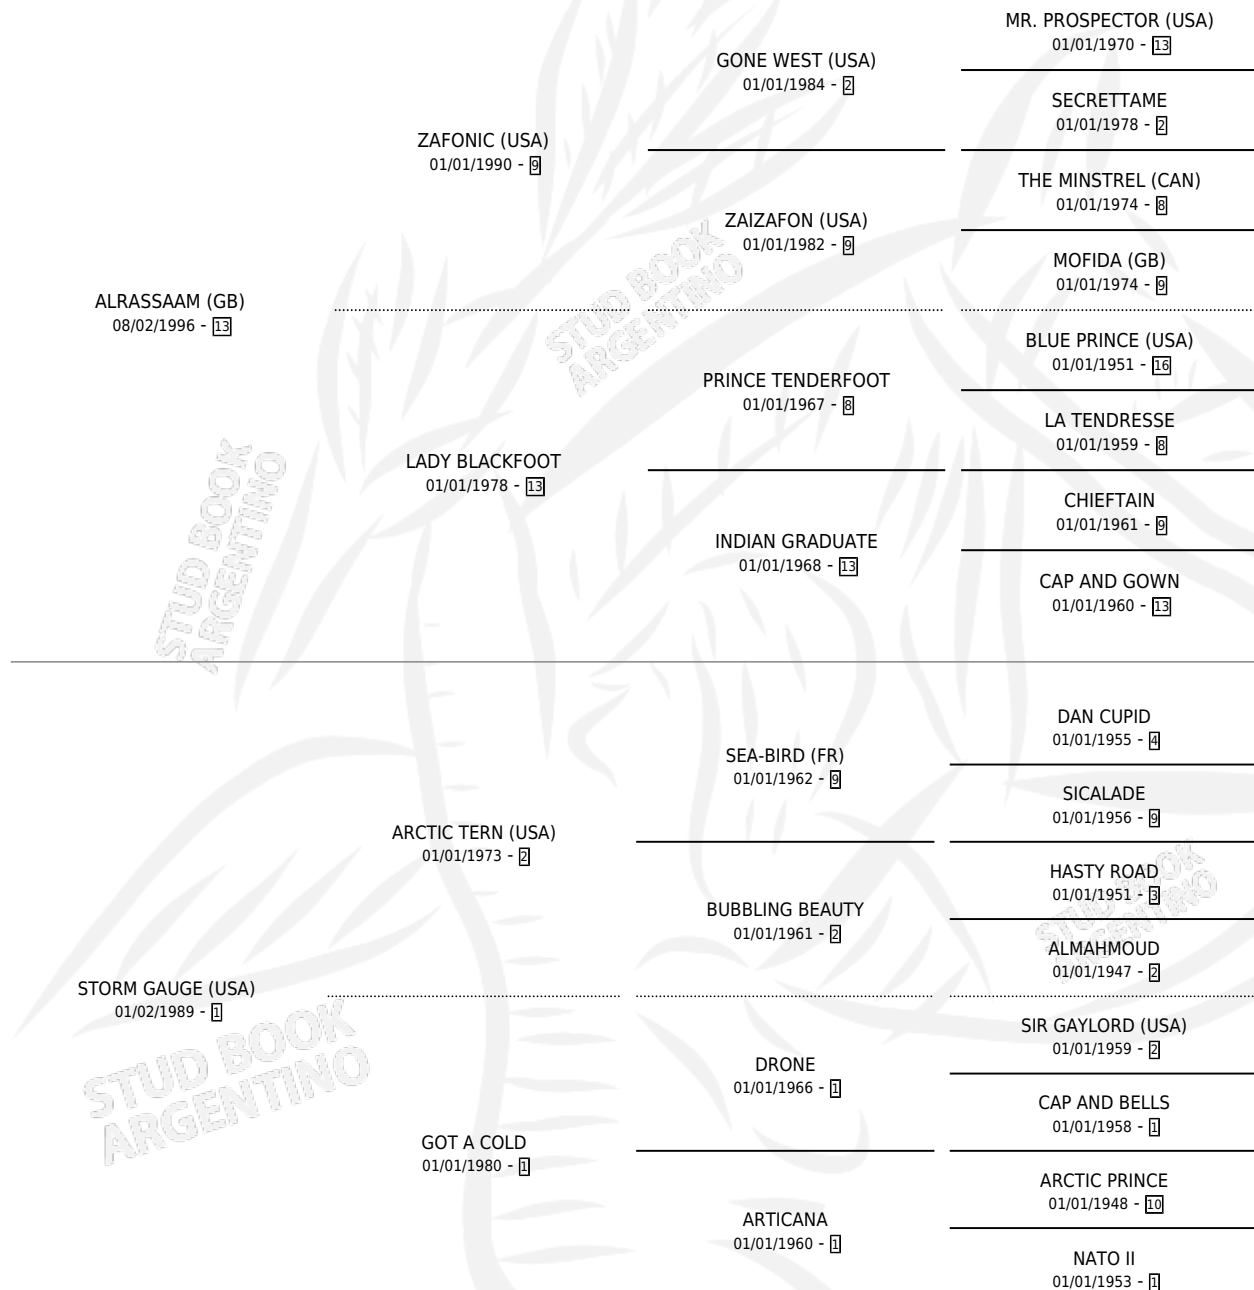 MR. PROSPECTOR (USA)
01/01/1970 - 13
GONE WEST (USA)
01/01/1984 - 2
SECRETTAME
01/01/1978 - 2
ZAFONIC (USA)
01/01/1990 - 9
THE MINSTREL (CAN)
01/01/1974 - 8
ZAIZAFON (USA)
01/01/1982 - 9
MOFIDA (GB)
01/01/1974 - 9
ALRASSAAM (GB)
08/02/1996 - 13
BLUE PRINCE (USA)
01/01/1951 - 16
PRINCE TENDERFOOT
01/01/1967 - 8
LA TENDRESSE
01/01/1959 - 8
LADY BLACKFOOT
01/01/1978 - 13
CHIEFTAIN
01/01/1961 - 9
INDIAN GRADUATE
01/01/1968 - 13
CAP AND GOWN
01/01/1960 - 13
DAN CUPID
01/01/1955 - 4
SEA-BIRD (FR)
01/01/1962 - 9
SICALADE
01/01/1956 - 9
ARCTIC TERN (USA)
01/01/1973 - 2
HASTY ROAD
01/01/1951 - 3
BUBBLING BEAUTY
01/01/1961 - 2
ALMAHMOUD
01/01/1947 - 2
STORM GAUGE (USA)
01/02/1989 - 1
SIR GAYLORD (USA)
01/01/1959 - 2
DRONE
01/01/1966 - 1
CAP AND BELLS
01/01/1958 - 1
GOT A COLD
01/01/1980 - 1
ARCTIC PRINCE
01/01/1948 - 10
ARTICANA
01/01/1960 - 1
NATO II
01/01/1953 - 1
STUD BOOK
ARGENTINO
STUD BOOK
ARGENTINO
STUD BOOK
ARGENTINO
STUD BOOK
ARGENTINO